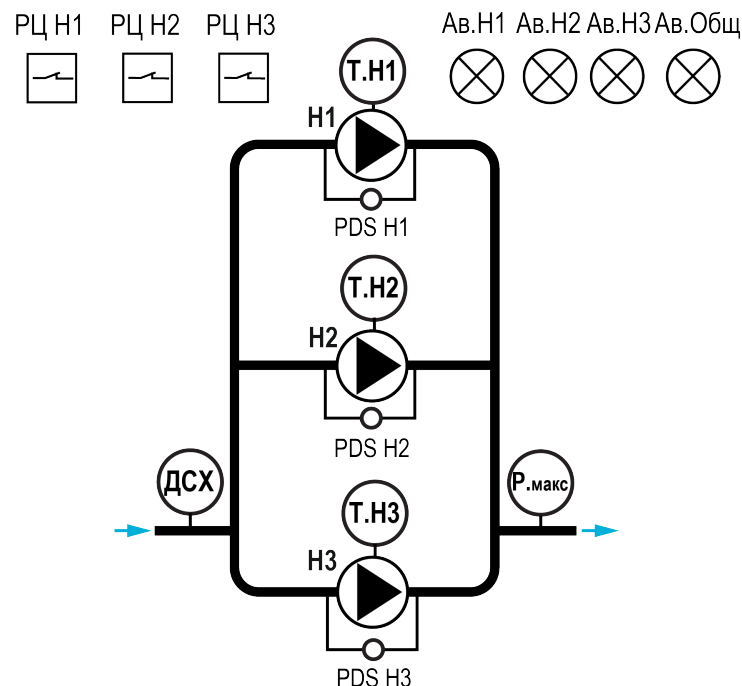 РЦ Н1 РЦ Н2 РЦ Н3 Ав.Н1 Ав.Н2 Ав.Н3 Ав.Общ
Т.Н1
Н1
PDS Н1
Т.Н2
Н2
PDS Н2
ДСХ
Р.макс
Т.Н3
Н3
PDS Н3